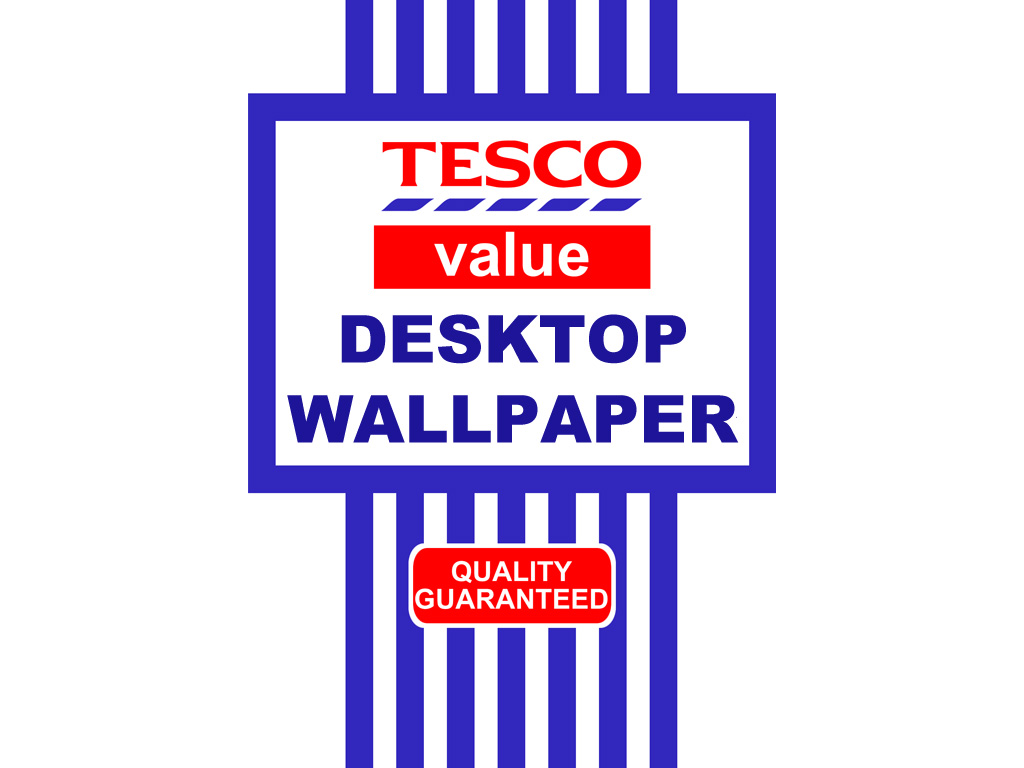 TESCO
value
DESKTOP
WALLPAPER
QUALITY
GUARANTEED